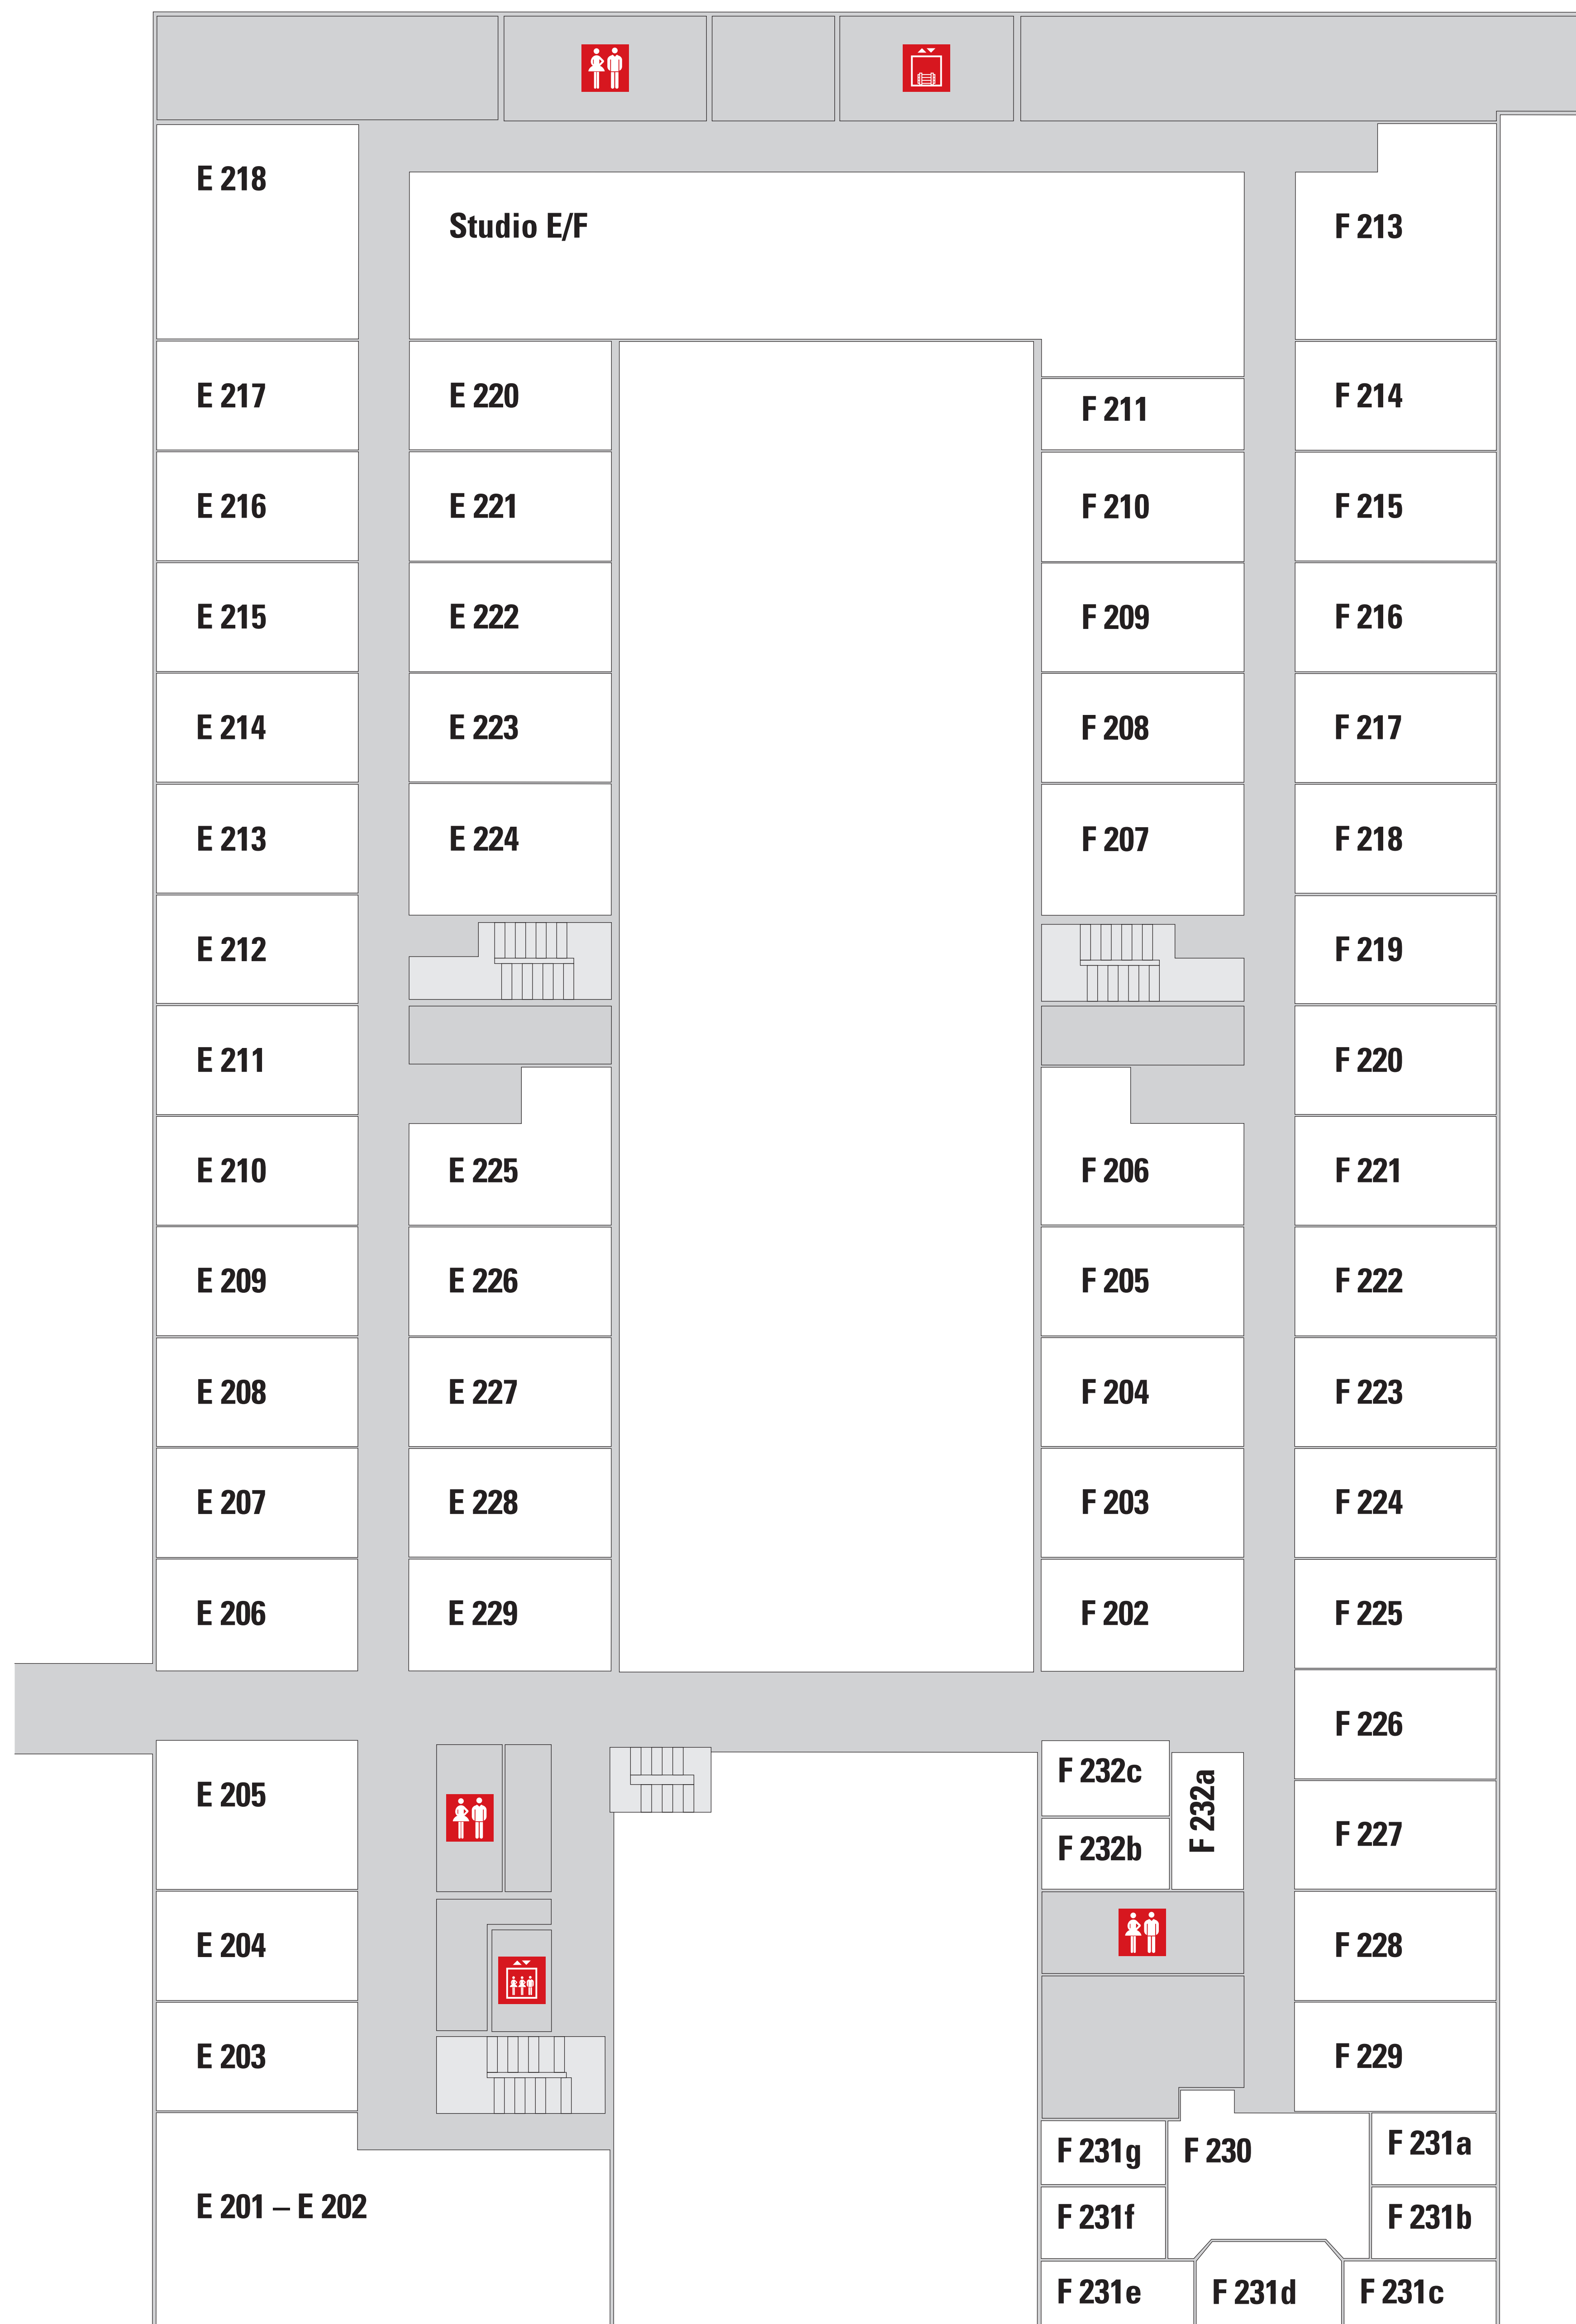 E 218
Studio E/F
F 213
E 217
E 220
F 214
F 211
E 216
E 221
F 210
F 215
E 215
E 222
F 209
F 216
E 214
E 223
F 208
F 217
E 213
E 224
F 207
F 218
E 212
F 219
E 211
F 220
E 210
E 225
F 206
F 221
E 209
E 226
F 205
F 222
E 208
E 227
F 204
F 223
E 207
E 228
F 203
F 224
E 206
E 229
F 202
F 225
F 226
E 205
F 232c
F 232a
F 227
F 232b
E 204
F 228
E 203
F 229
F 231g
F 230
F 231a
E 201 – E 202
F 231f
F 231b
F 231e
F 231d
F 231c